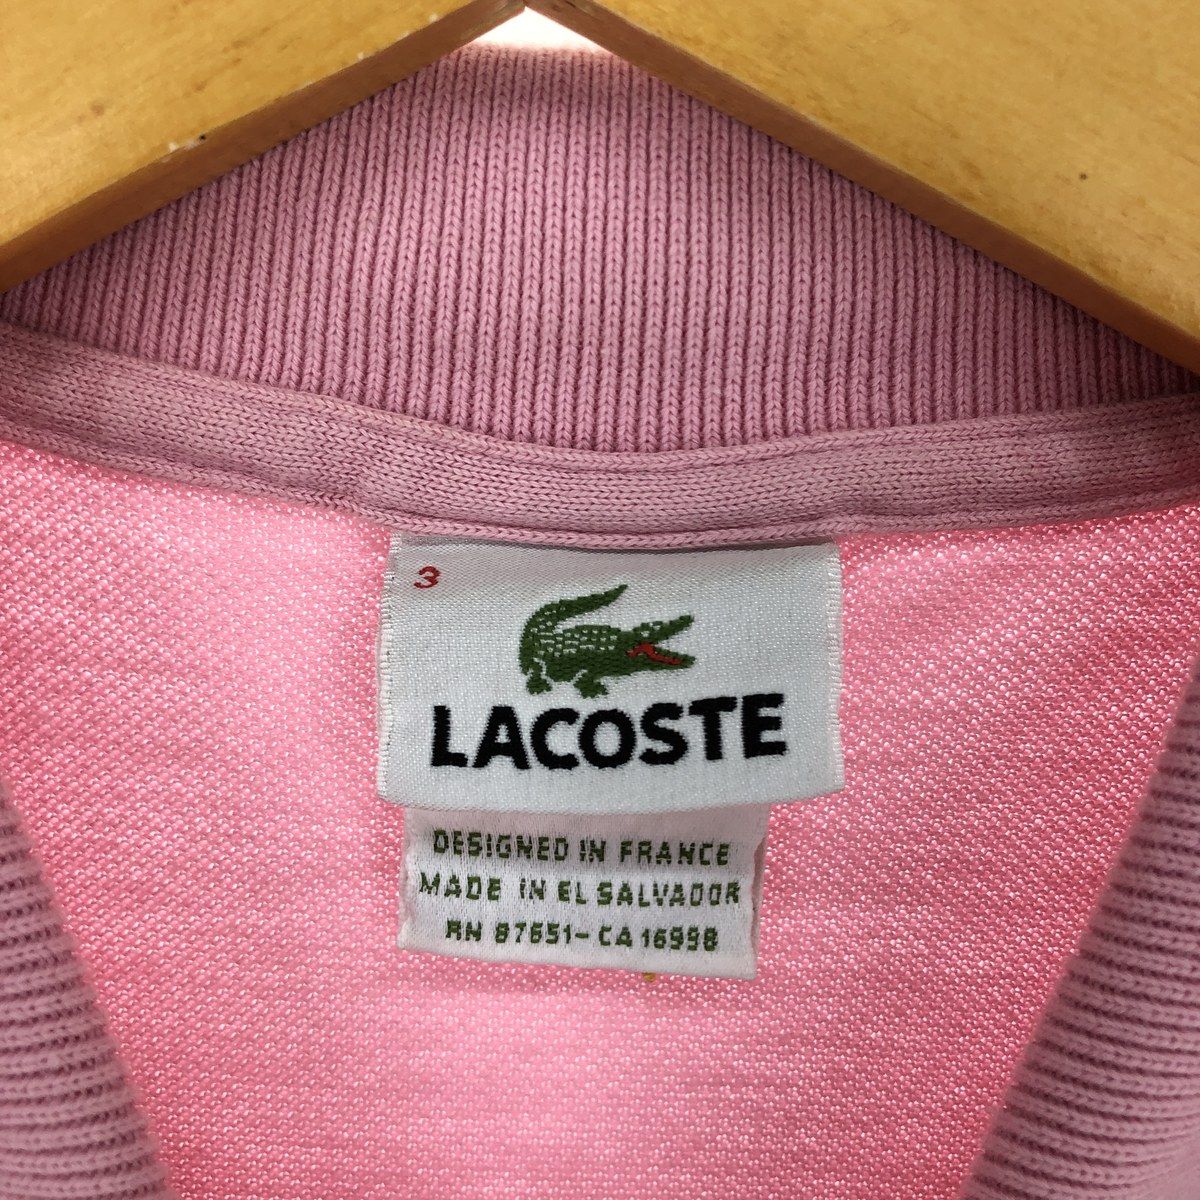 3
LACOSTE
DESIGNED IN FRANCE
MADE IN EL SALVADOR
RN 87651-CA 16998